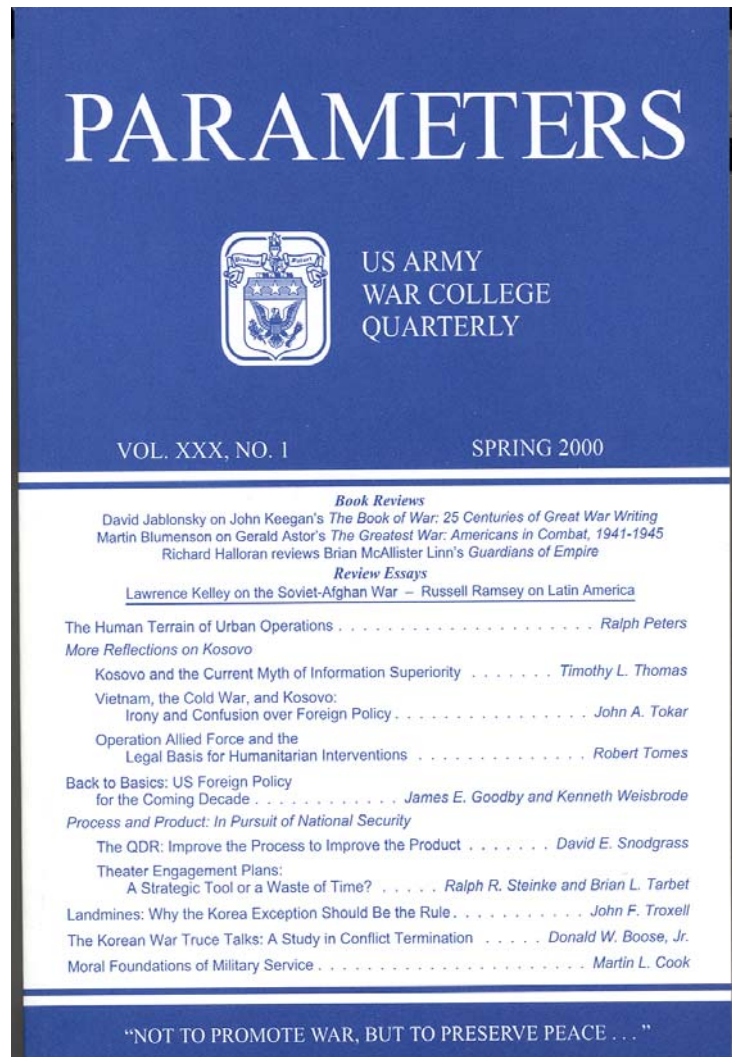 PARAMETERS
Prudens Futuri
US ARMY
WAR COLLEGE
QUARTERLY
VOL. XXX, NO. 1 SPRING 2000
Book Reviews
David Jablonsky on John Keegan's The Book of War: 25 Centuries of Great War Writing
Martin Blumenson on Gerald Astor's The Greatest War: Americans in Combat, 1941-1945
Richard Halloran reviews Brian McAllister Linn's Guardians of Empire
Review Essays
Lawrence Kelley on the Soviet-Afghan War – Russell Ramsey on Latin America
The Human Terrain of Urban Operations . . . . . . . . . . . . . . . . . . . . . . Ralph Peters
More Reflections on Kosovo
Kosovo and the Current Myth of Information Superiority . . . . . . . Timothy L. Thomas
Vietnam, the Cold War, and Kosovo:
Irony and Confusion over Foreign Policy . . . . . . . . . . . . . . . . . John A. Tokar
Operation Allied Force and the
Legal Basis for Humanitarian Interventions . . . . . . . . . . . . . . . Robert Tomes
Back to Basics: US Foreign Policy
for the Coming Decade . . . . . . . . . . . . James E. Goodby and Kenneth Weisbrode
Process and Product: In Pursuit of National Security
The QDR: Improve the Process to Improve the Product . . . . . . . David E. Snodgrass
Theater Engagement Plans:
A Strategic Tool or a Waste of Time? . . . . . Ralph R. Steinke and Brian L. Tarbet
Landmines: Why the Korea Exception Should Be the Rule . . . . . . . . . . . . John F. Troxell
The Korean War Truce Talks: A Study in Conflict Termination . . . . . Donald W. Boose, Jr.
Moral Foundations of Military Service . . . . . . . . . . . . . . . . . . . . . . . Martin L. Cook
"NOT TO PROMOTE WAR, BUT TO PRESERVE PEACE . . ."